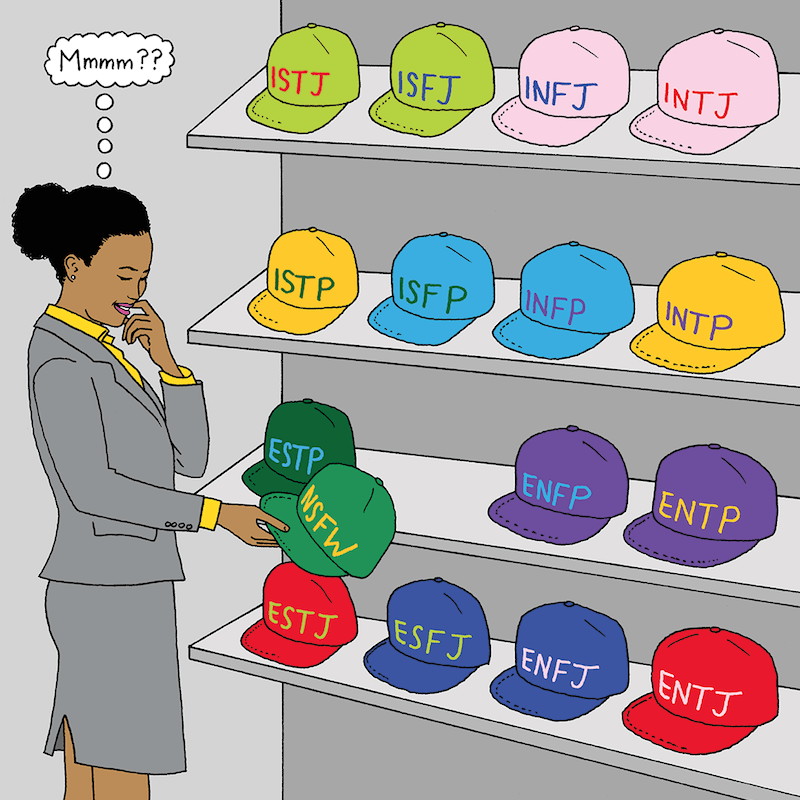 Mmmm??
ISTJ
ISFJ
INFJ
INTJ
ISTP
ISFP
INFP
INTP
ESTP
NSFW
ENFP
ENTP
ESTJ
ESFJ
ENFJ
ENTJ